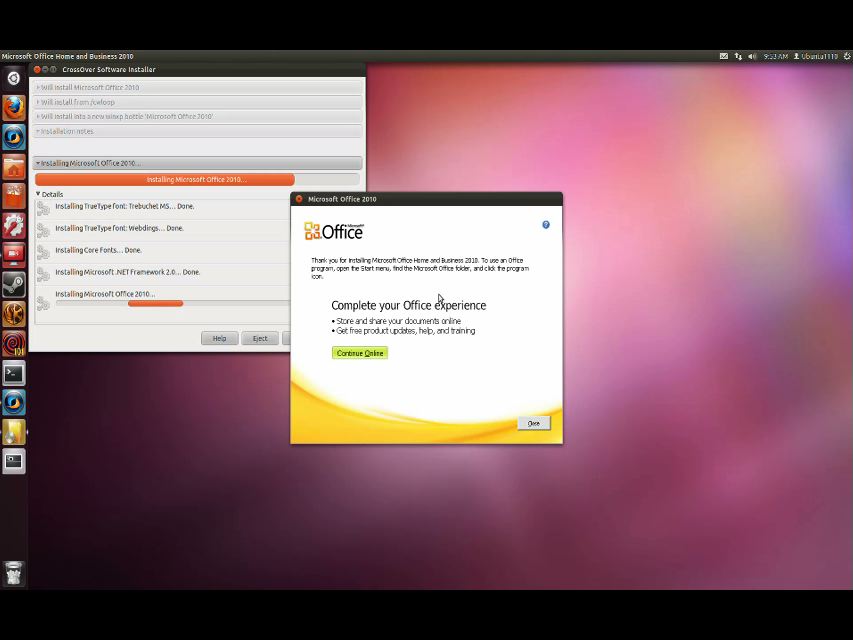 Microsoft Office Home and Business 2010
9:53 AM
Ubuntu1110
CrossOver Software Installer
Will install Microsoft Office 2010
Will install from /cwloop
Will install into a new winxp bottle 'Microsoft Office 2010'
Installation notes
Installing Microsoft Office 2010...
Installing Microsoft Office 2010...
Details
Installing TrueType font: Trebuchet MS... Done.
Installing TrueType font: Webdings... Done.
Installing Core Fonts... Done.
Installing Microsoft .NET Framework 2.0... Done.
Installing Microsoft Office 2010...
Help
Eject
Microsoft Office 2010
Microsoft
Office
Thank you for installing Microsoft Office Home and Business 2010. To use an Office
program, open the Start menu, find the Microsoft Office folder, and click the program
icon.
Complete your Office experience
• Store and share your documents online
• Get free product updates, help, and training
Continue Online
Close
101